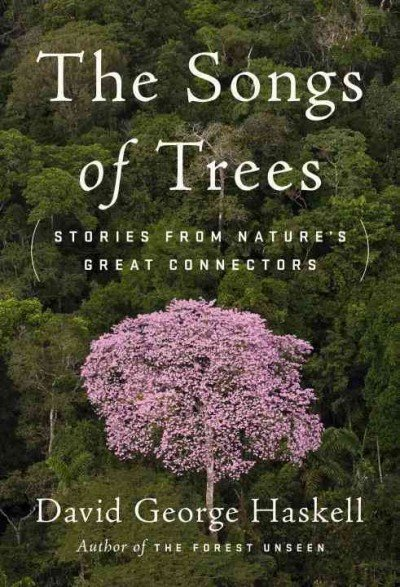 The Songs
of Trees
(STORIES FROM NATURE'S
GREAT CONNECTORS)
David George Haskell
Author of THE FOREST UNSEEN